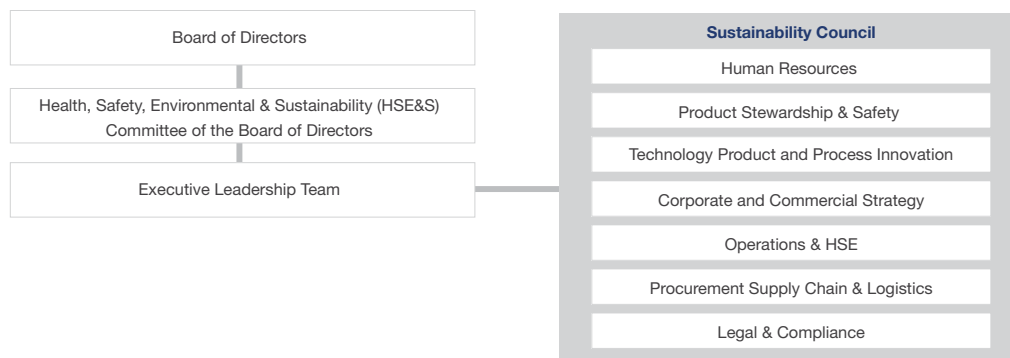 Board of Directors
Health, Safety, Environmental & Sustainability (HSE&S)
Committee of the Board of Directors
Executive Leadership Team
Sustainability Council
Human Resources
Product Stewardship & Safety
Technology Product and Process Innovation
Corporate and Commercial Strategy
Operations & HSE
Procurement Supply Chain & Logistics
Legal & Compliance